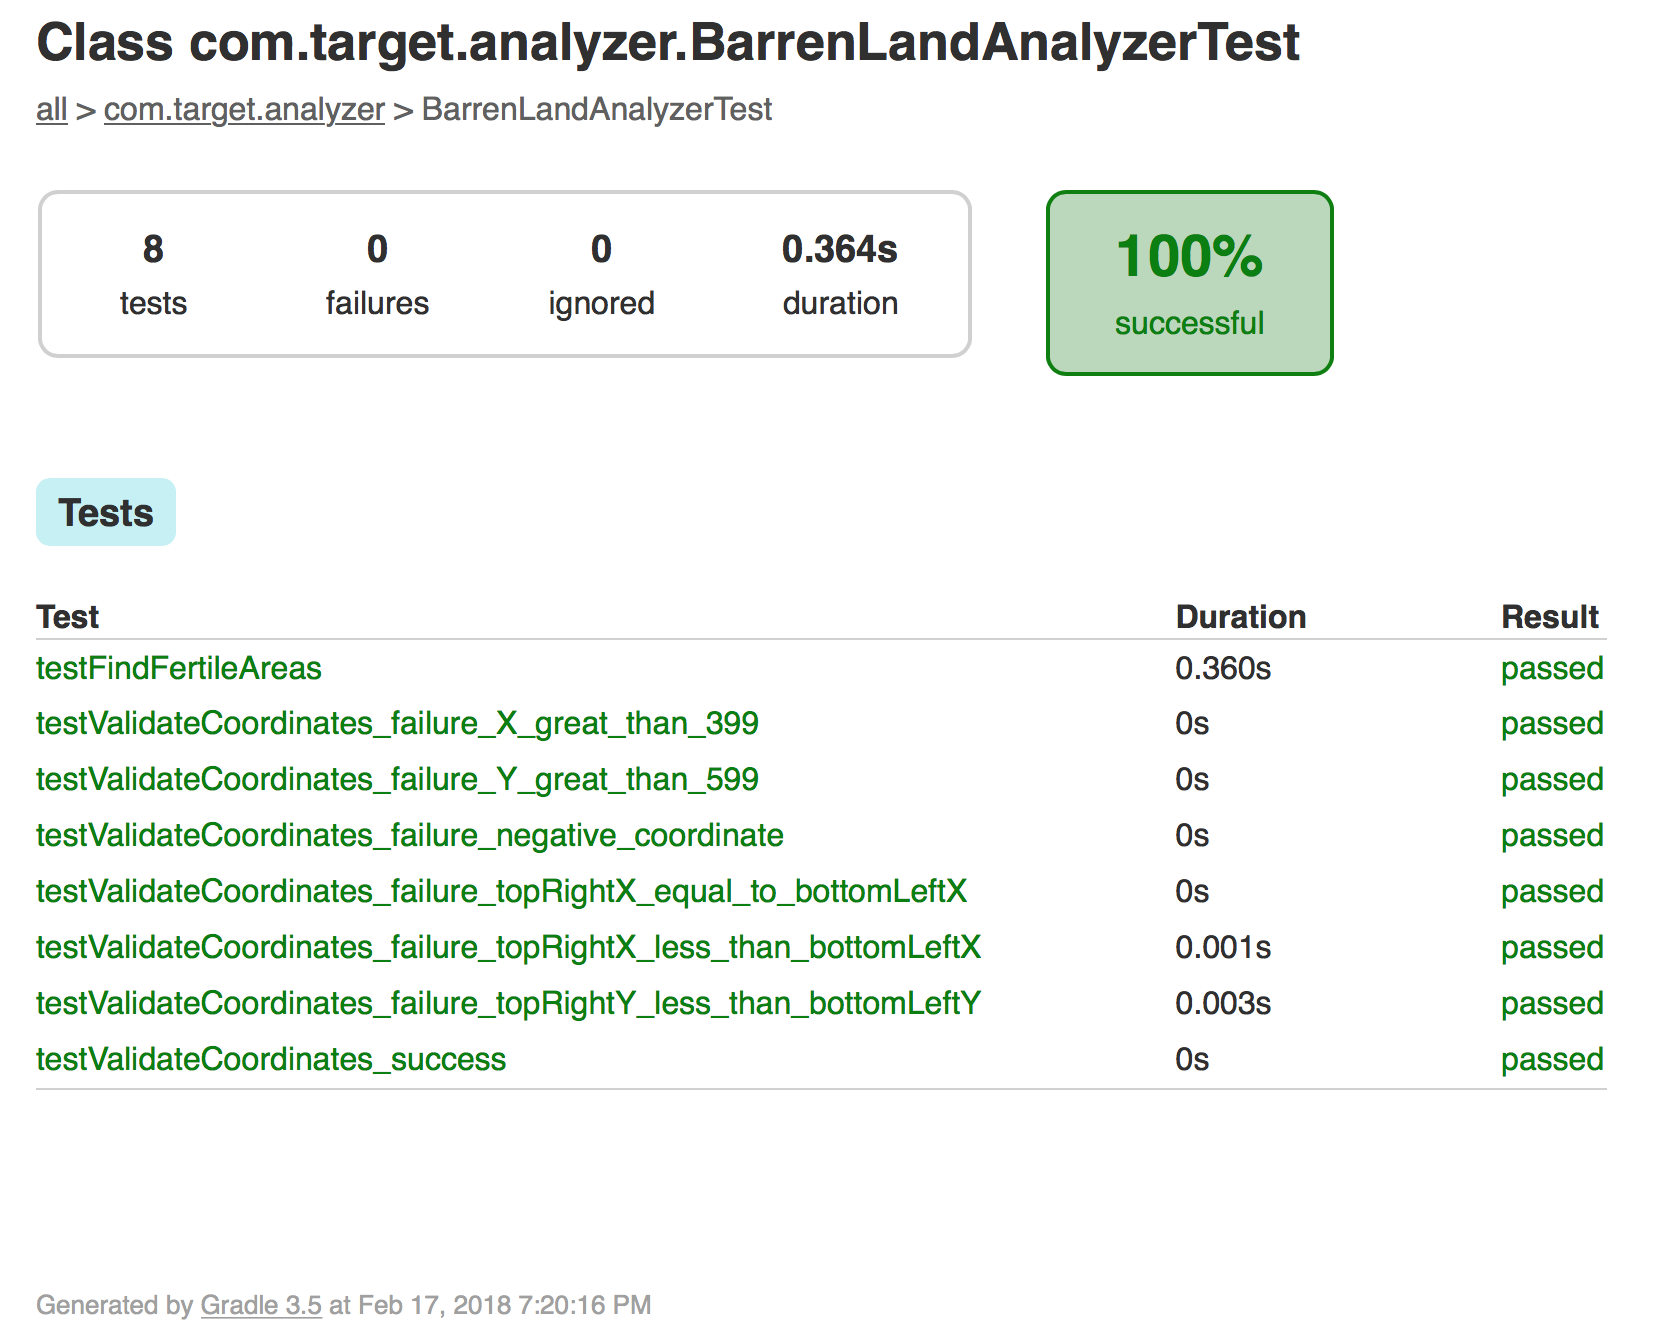 Class com.target.analyzer.BarrenLandAnalyzerTest
all > com.target.analyzer > BarrenLandAnalyzerTest
8 0 0 0.364s
tests failures ignored duration
100%
successful
Tests
Test Duration Result
testFindFertileAreas 0.360s passed
testValidateCoordinates_failure_X_great_than_399 0s passed
testValidateCoordinates_failure_Y_great_than_599 0s passed
testValidateCoordinates_failure_negative_coordinate 0s passed
testValidateCoordinates_failure_topRightX_equal_to_bottomLeftX 0s passed
testValidateCoordinates_failure_topRightX_less_than_bottomLeftX 0.001s passed
testValidateCoordinates_failure_topRightY_less_than_bottomLeftY 0.003s passed
testValidateCoordinates_success 0s passed
Generated by Gradle 3.5 at Feb 17, 2018 7:20:16 PM